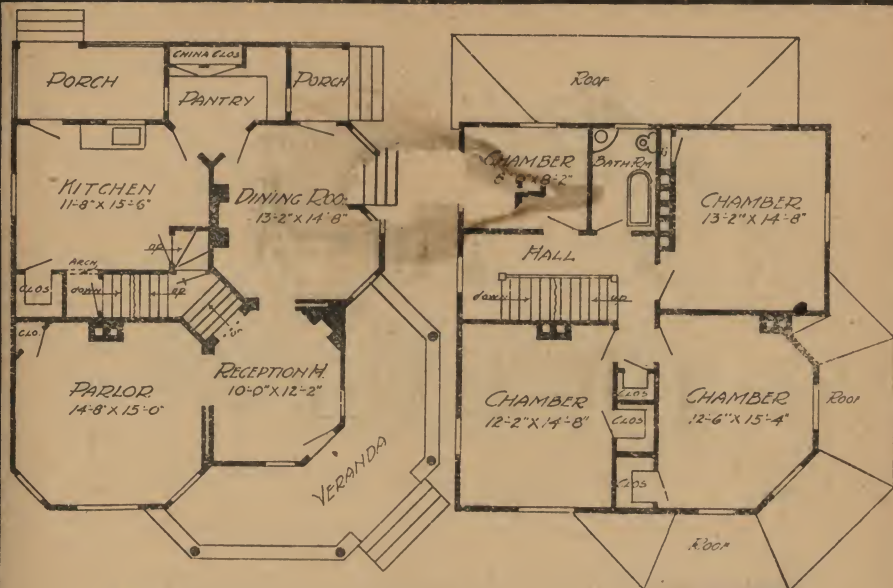 PORCH
CHINA CLOS
PANTRY
PORCH
KITCHEN
11'-8" X 15'-6"
DINING ROO
13'-2" X 14'-8"
UP
ARCH
CLOS
DOWN
UP
UP
CLO.
PARLOR
14'-8" X 15'-0"
RECEPTION H.
10'-0" X 12'-2"
VERANDA
ROOF
CHAMBER
BATH RM
CHAMBER
13'-2" X 14'-8"
HALL
DOWN
UP
CHAMBER
12'-2" X 14'-8"
CLOS
CLOS
CLOS
CHAMBER
12'-6" X 15'-4"
ROOF
ROOF